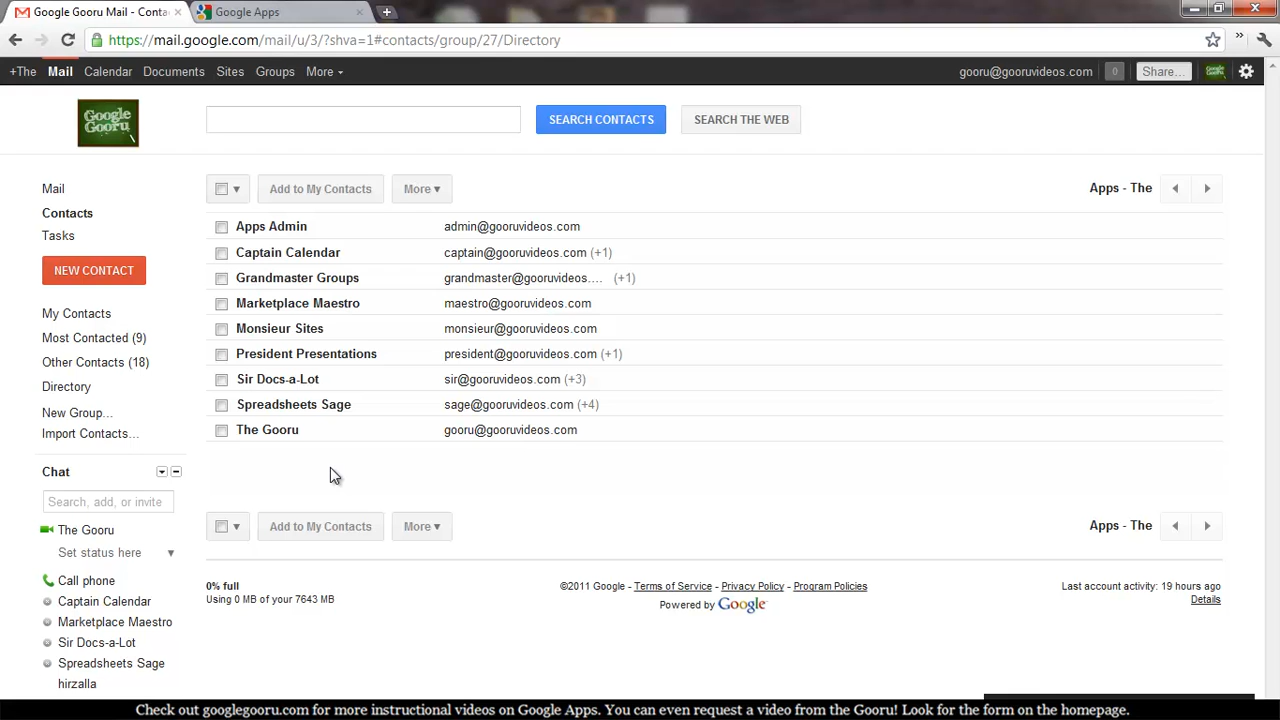 Google Gooru Mail - Conta
Google Apps
https://mail.google.com/mail/u/3/?shva=1#contacts/group/27/Directory
+The Mail Calendar Documents Sites Groups More
gooru@gooruvideos.com 0 Share...
Google Gooru
SEARCH CONTACTS
SEARCH THE WEB
Mail
Contacts
Tasks
NEW CONTACT
My Contacts
Most Contacted (9)
Other Contacts (18)
Directory
New Group...
Import Contacts...
Chat
Search, add, or invite
The Gooru
Set status here
Call phone
Captain Calendar
Marketplace Maestro
Sir Docs-a-Lot
Spreadsheets Sage
hirzalla
Add to My Contacts
More
Apps - The
Apps Admin admin@gooruvideos.com
Captain Calendar captain@gooruvideos.com (+1)
Grandmaster Groups grandmaster@gooruvideos.... (+1)
Marketplace Maestro maestro@gooruvideos.com
Monsieur Sites monsieur@gooruvideos.com
President Presentations president@gooruvideos.com (+1)
Sir Docs-a-Lot sir@gooruvideos.com (+3)
Spreadsheets Sage sage@gooruvideos.com (+4)
The Gooru gooru@gooruvideos.com
Add to My Contacts
More
Apps - The
0% full
Using 0 MB of your 7643 MB
©2011 Google - Terms of Service - Privacy Policy - Program Policies
Powered by Google
Last account activity: 19 hours ago
Details
Check out googlegooru.com for more instructional videos on Google Apps. You can even request a video from the Gooru! Look for the form on the homepage.